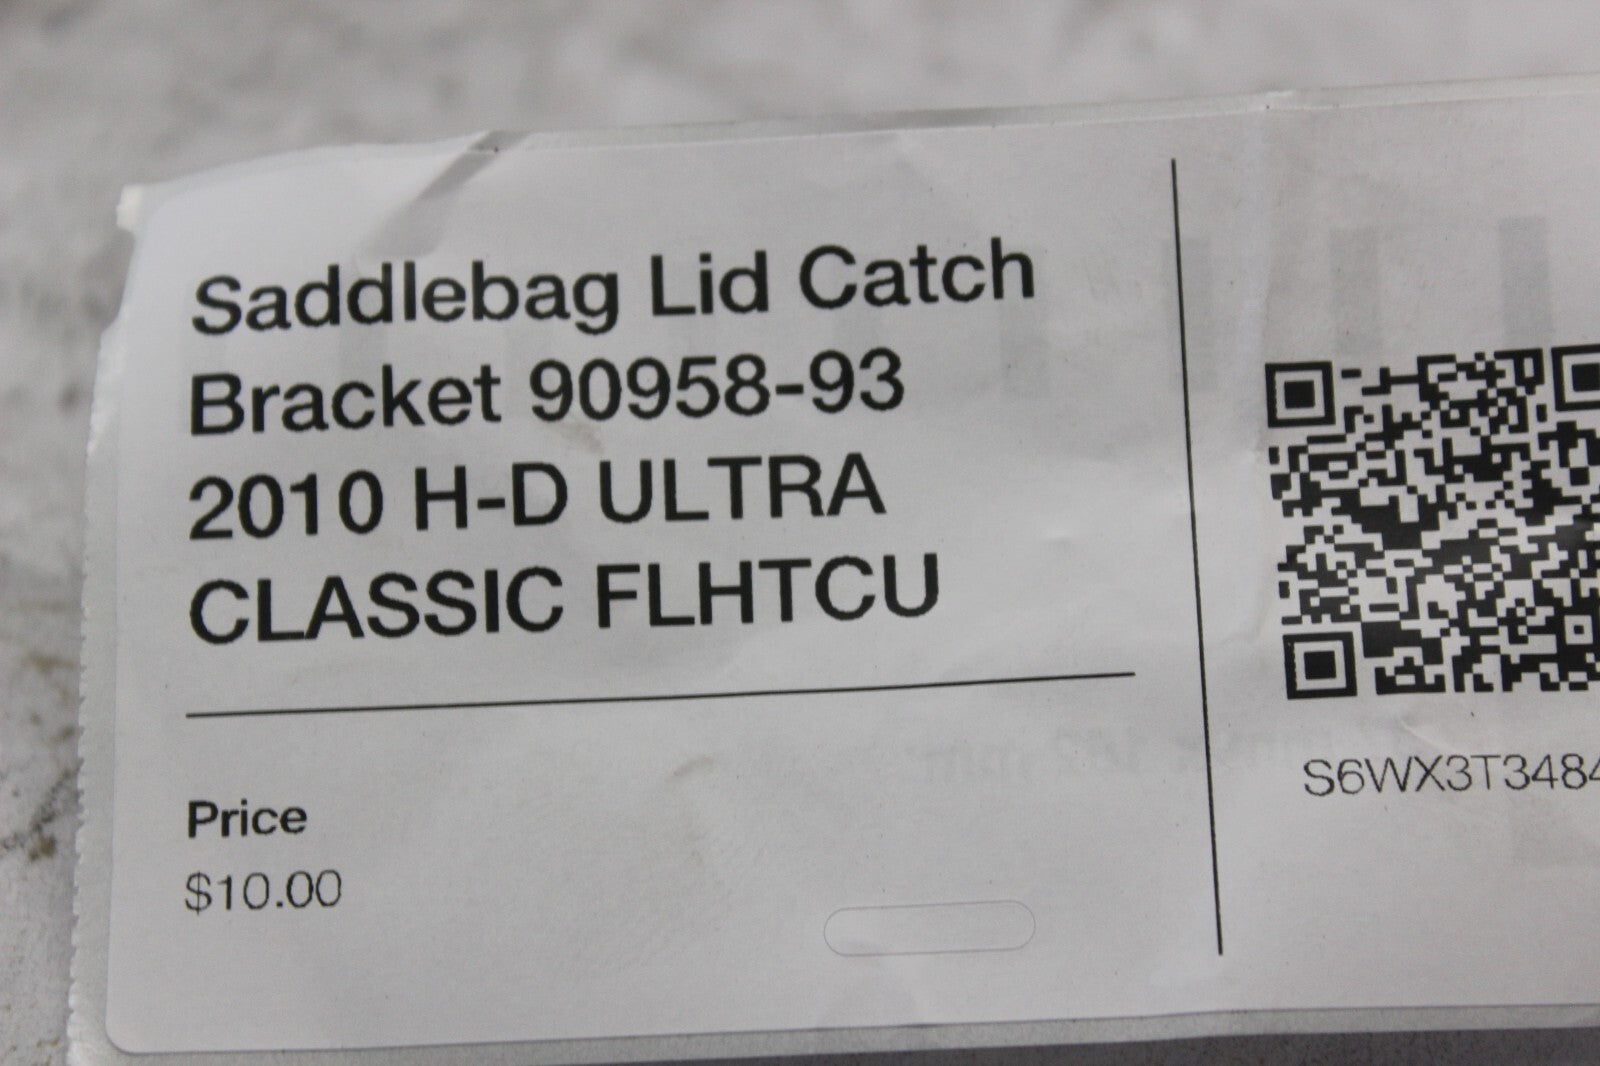 Saddlebag Lid Catch
Bracket 90958-93
2010 H-D ULTRA
CLASSIC FLHTCU
Price
$10.00
S6WX3T3484